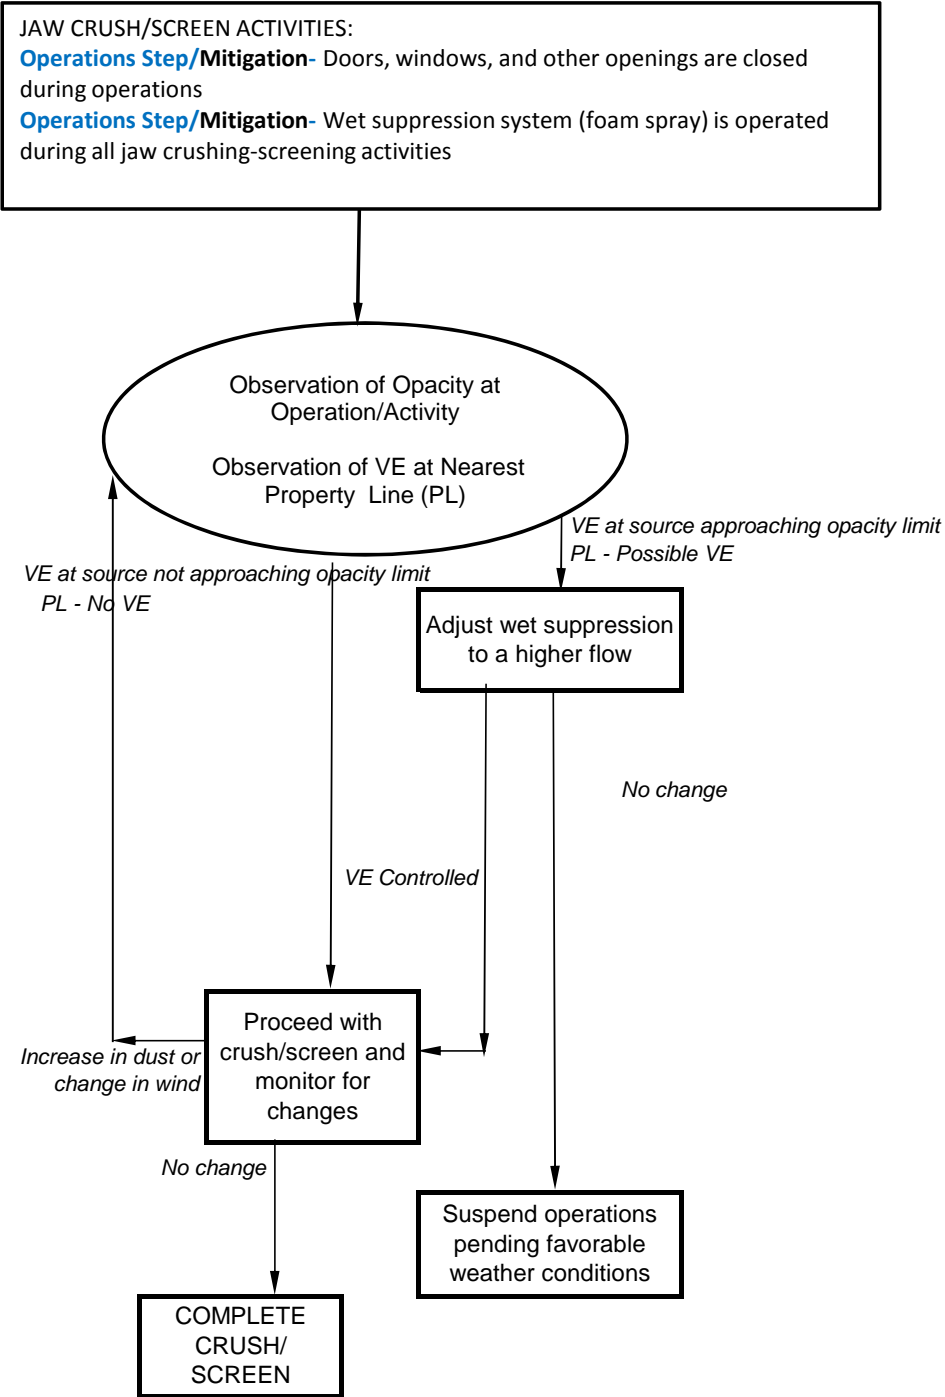 JAW CRUSH/SCREEN ACTIVITIES:
Operations Step/Mitigation- Doors, windows, and other openings are closed
during operations
Operations Step/Mitigation- Wet suppression system (foam spray) is operated
during all jaw crushing-screening activities
Observation of Opacity at
Operation/Activity
Observation of VE at Nearest
Property Line (PL)
VE at source approaching opacity limit
PL - Possible VE
VE at source not approaching opacity limit
PL - No VE
Adjust wet suppression
to a higher flow
No change
VE Controlled
Proceed with
crush/screen and
monitor for
changes
Increase in dust or
change in wind
No change
Suspend operations
pending favorable
weather conditions
COMPLETE
CRUSH/
SCREEN